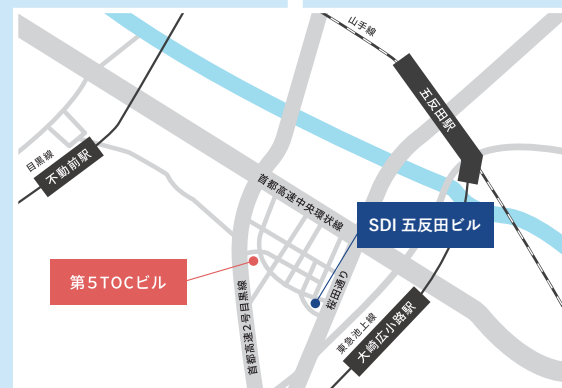 山手線
五反田駅
目黒線
不動前駅
首都高速中央環状線
SDI 五反田ビル
第5TOCビル
桜田通り
首都高速2号目黒線
東急池上線
大崎広小路駅